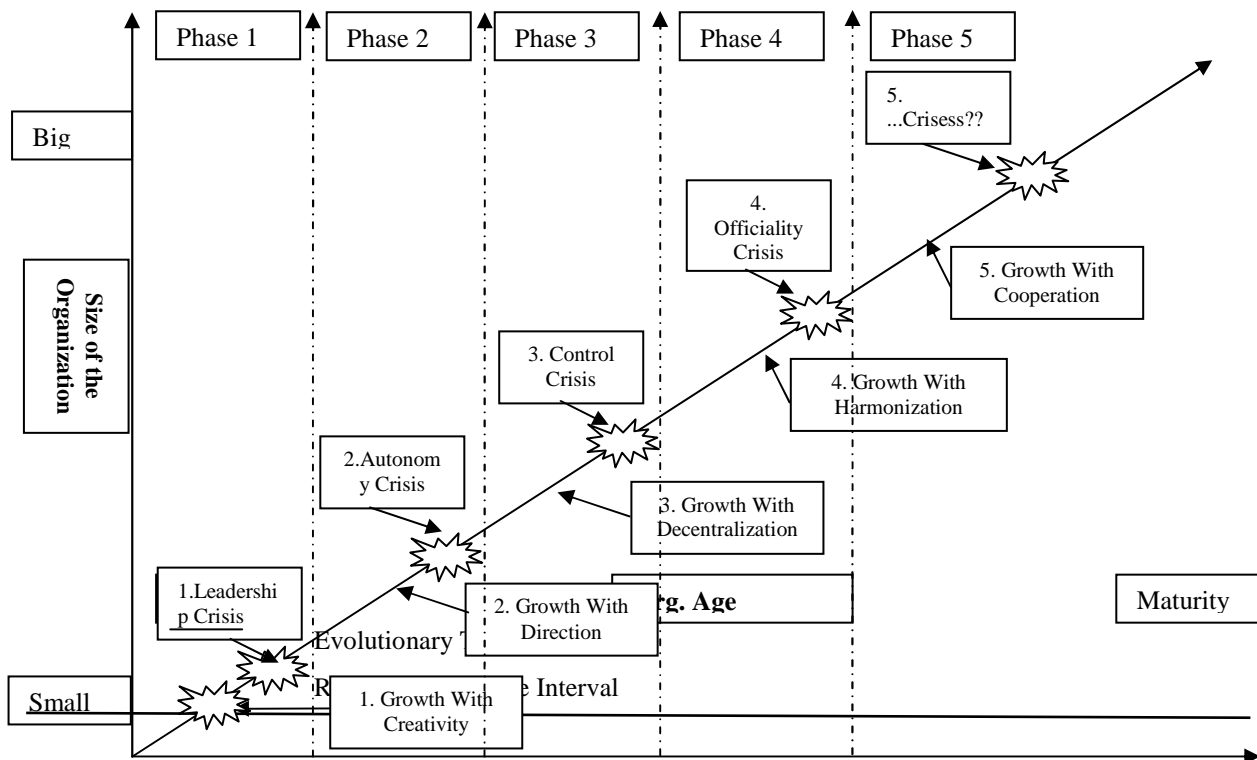 Phase 1
Phase 2
Phase 3
Phase 4
Phase 5
5.
...Crisess??
Big
4.
Officiality
Crisis
5. Growth With
Cooperation
Size of the
Organization
3. Control
Crisis
4. Growth With
Harmonization
2.Autonom
y Crisis
3. Growth With
Decentralization
1.Leadershi
p Crisis
2. Growth With
Direction
rg. Age
Maturity
Evolutionary
Small
Interval
1. Growth With
Creativity